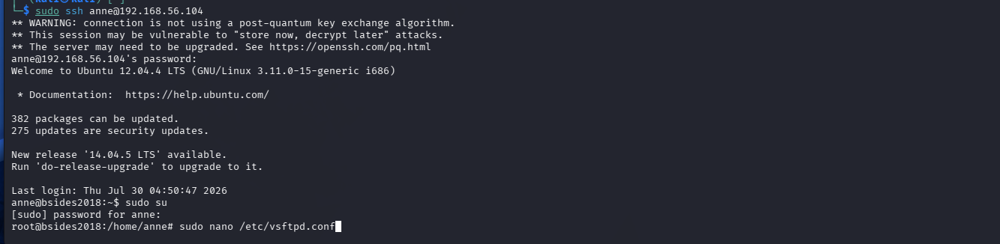 └─$ sudo ssh anne@192.168.56.104
** WARNING: connection is not using a post-quantum key exchange algorithm.
** This session may be vulnerable to "store now, decrypt later" attacks.
** The server may need to be upgraded. See https://openssh.com/pq.html
anne@192.168.56.104's password:
Welcome to Ubuntu 12.04.4 LTS (GNU/Linux 3.11.0-15-generic i686)

 * Documentation:  https://help.ubuntu.com/

382 packages can be updated.
275 updates are security updates.

New release '14.04.5 LTS' available.
Run 'do-release-upgrade' to upgrade to it.

Last login: Thu Jul 30 04:50:47 2026
anne@bsides2018:~$ sudo su
[sudo] password for anne:
root@bsides2018:/home/anne# sudo nano /etc/vsftpd.conf